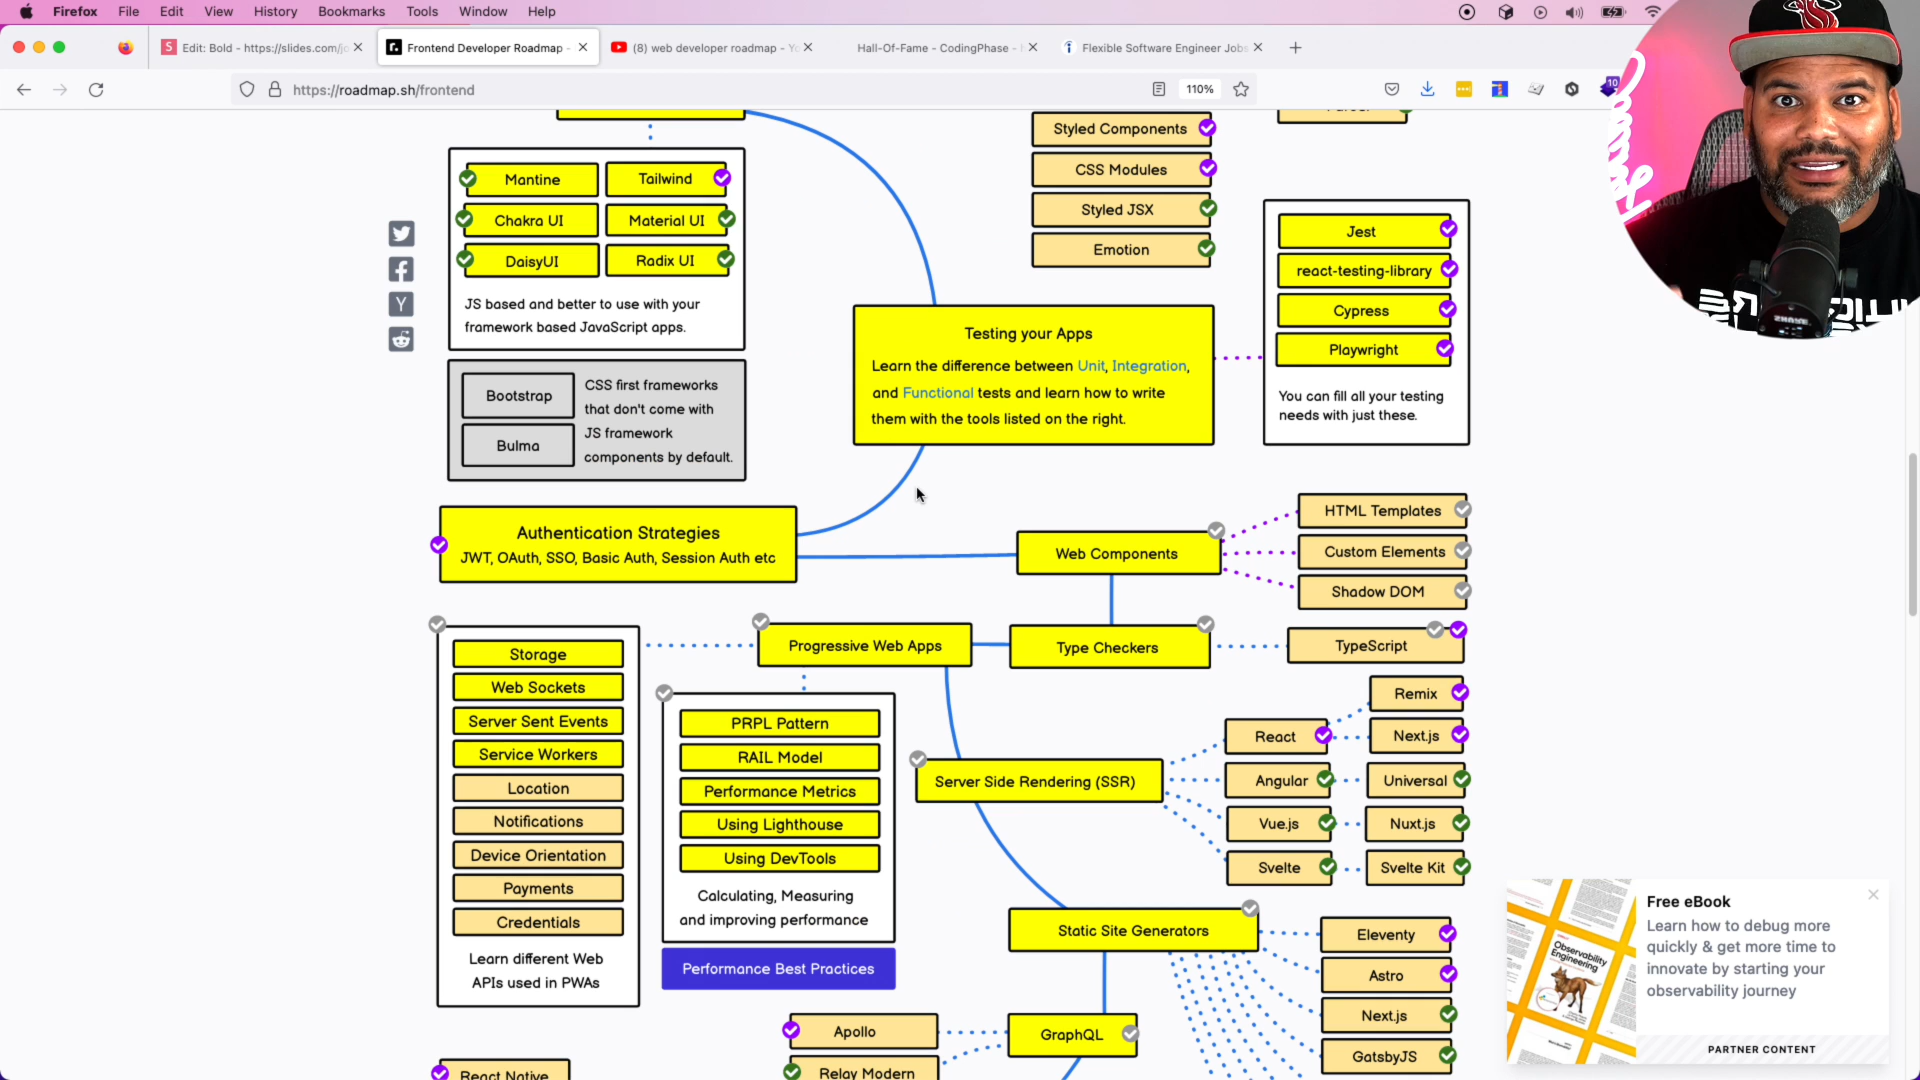 Firefox File Edit View History Bookmarks Tools Window Help
Edit: Bold - https://slides.com/jo
Frontend Developer Roadmap -
(8) web developer roadmap - Yo
Hall-Of-Fame - CodingPhase -
Flexible Software Engineer Jobs
https://roadmap.sh/frontend
110%
10
Styled Components
CSS Modules
Styled JSX
Emotion
Mantine
Tailwind
Chakra UI
Material UI
DaisyUI
Radix UI
JS based and better to use with your
framework based JavaScript apps.
Bootstrap
Bulma
CSS first frameworks
that don't come with
JS framework
components by default.
Testing your Apps
Learn the difference between Unit, Integration,
and Functional tests and learn how to write
them with the tools listed on the right.
Jest
react-testing-library
Cypress
Playwright
You can fill all your testing
needs with just these.
Authentication Strategies
JWT, OAuth, SSO, Basic Auth, Session Auth etc
Web Components
HTML Templates
Custom Elements
Shadow DOM
Progressive Web Apps
Type Checkers
TypeScript
Storage
Web Sockets
Server Sent Events
Service Workers
Location
Notifications
Device Orientation
Payments
Credentials
Learn different Web
APIs used in PWAs
PRPL Pattern
RAIL Model
Performance Metrics
Using Lighthouse
Using DevTools
Calculating, Measuring
and improving performance
Performance Best Practices
Server Side Rendering (SSR)
React
Remix
Next.js
Angular
Universal
Vue.js
Nuxt.js
Svelte
Svelte Kit
Static Site Generators
Eleventy
Astro
Next.js
GatsbyJS
GraphQL
Apollo
Relay Modern
React Native
Free eBook
Learn how to debug more
quickly & get more time to
innovate by starting your
observability journey
Observability
Engineering
PARTNER CONTENT
SHURE